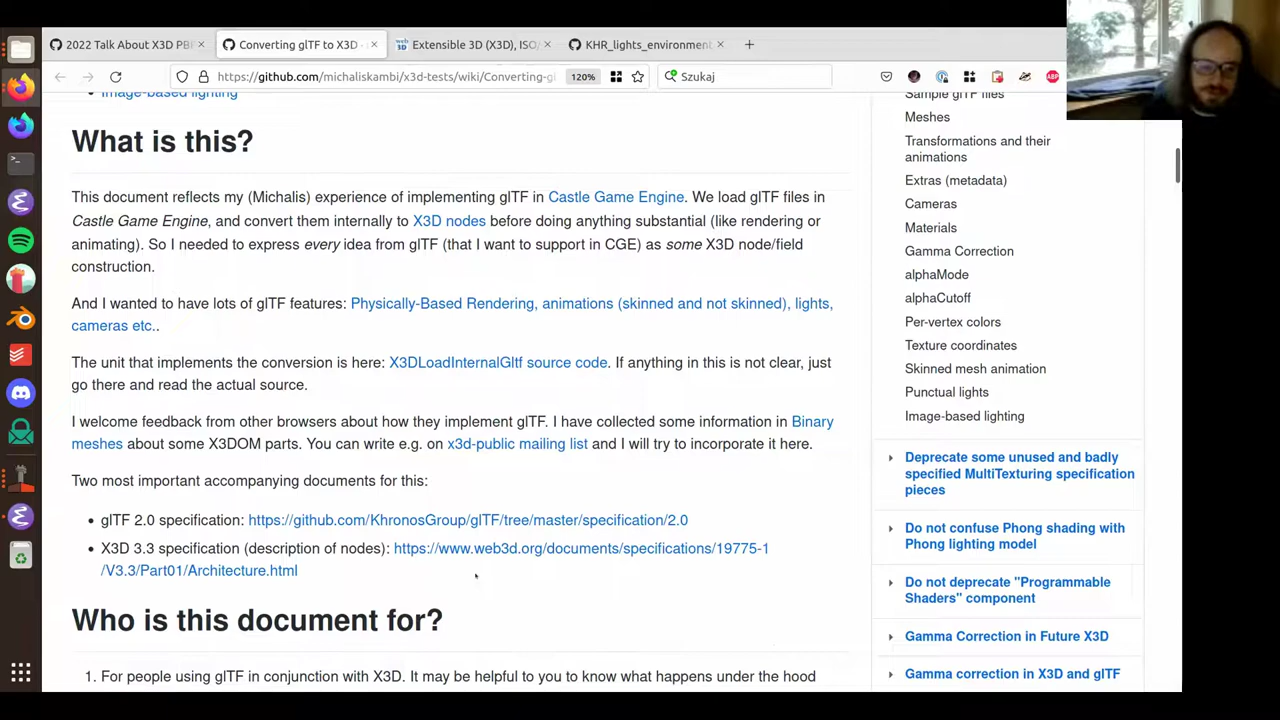 2022 Talk About X3D PBR
Converting glTF to X3D
Extensible 3D (X3D), ISO/
KHR_lights_environment
https://github.com/michaliskambi/x3d-tests/wiki/Converting-gl
120%
Szukaj
ABP
Image-based lighting
What is this?
This document reflects my (Michalis) experience of implementing glTF in Castle Game Engine. We load glTF files in
Castle Game Engine, and convert them internally to X3D nodes before doing anything substantial (like rendering or
animating). So I needed to express every idea from glTF (that I want to support in CGE) as some X3D node/field
construction.
And I wanted to have lots of glTF features: Physically-Based Rendering, animations (skinned and not skinned), lights,
cameras etc..
The unit that implements the conversion is here: X3DLoadInternalGltf source code. If anything in this is not clear, just
go there and read the actual source.
I welcome feedback from other browsers about how they implement glTF. I have collected some information in Binary
meshes about some X3DOM parts. You can write e.g. on x3d-public mailing list and I will try to incorporate it here.
Two most important accompanying documents for this:
• glTF 2.0 specification: https://github.com/KhronosGroup/glTF/tree/master/specification/2.0
• X3D 3.3 specification (description of nodes): https://www.web3d.org/documents/specifications/19775-1
/V3.3/Part01/Architecture.html
Who is this document for?
1. For people using glTF in conjunction with X3D. It may be helpful to you to know what happens under the hood
Sample glTF files
Meshes
Transformations and their
animations
Extras (metadata)
Cameras
Materials
Gamma Correction
alphaMode
alphaCutoff
Per-vertex colors
Texture coordinates
Skinned mesh animation
Punctual lights
Image-based lighting
Deprecate some unused and badly
specified MultiTexturing specification
pieces
Do not confuse Phong shading with
Phong lighting model
Do not deprecate "Programmable
Shaders" component
Gamma Correction in Future X3D
Gamma correction in X3D and glTF